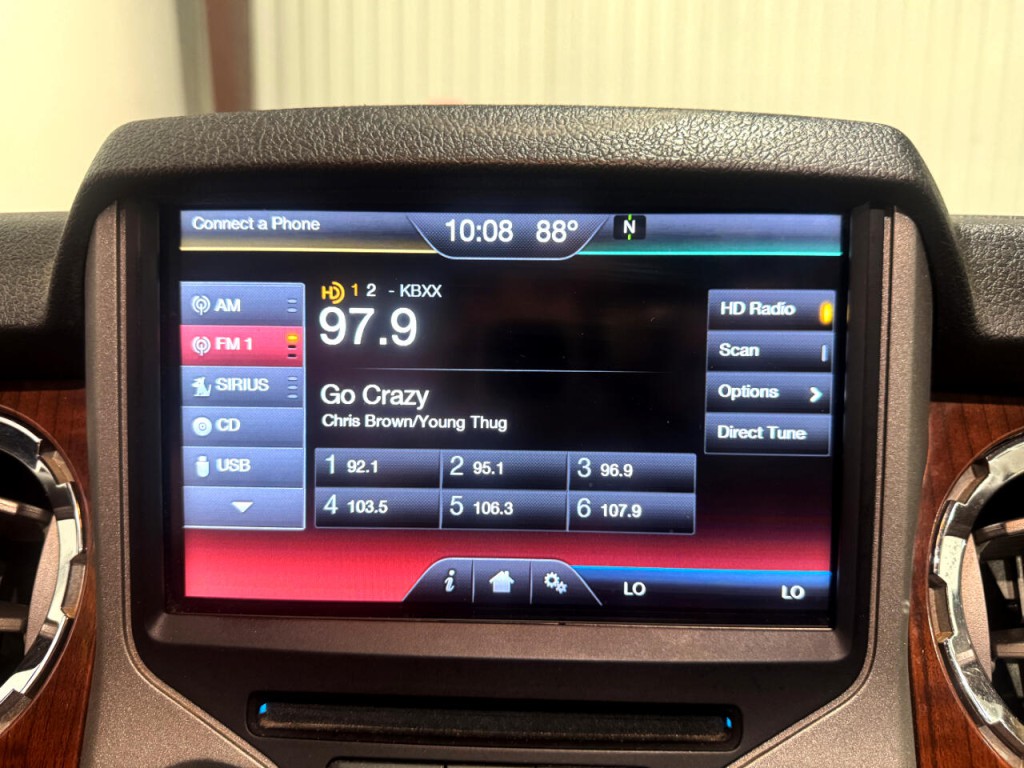 Connect a Phone
10:08 88°
N
AM
FM 1
SIRIUS
CD
USB
HD 1 2 - KBXX
97.9
Go Crazy
Chris Brown/Young Thug
1 92.1
2 95.1
3 96.9
4 103.5
5 106.3
6 107.9
HD Radio
Scan
Options
Direct Tune
i
LO
LO